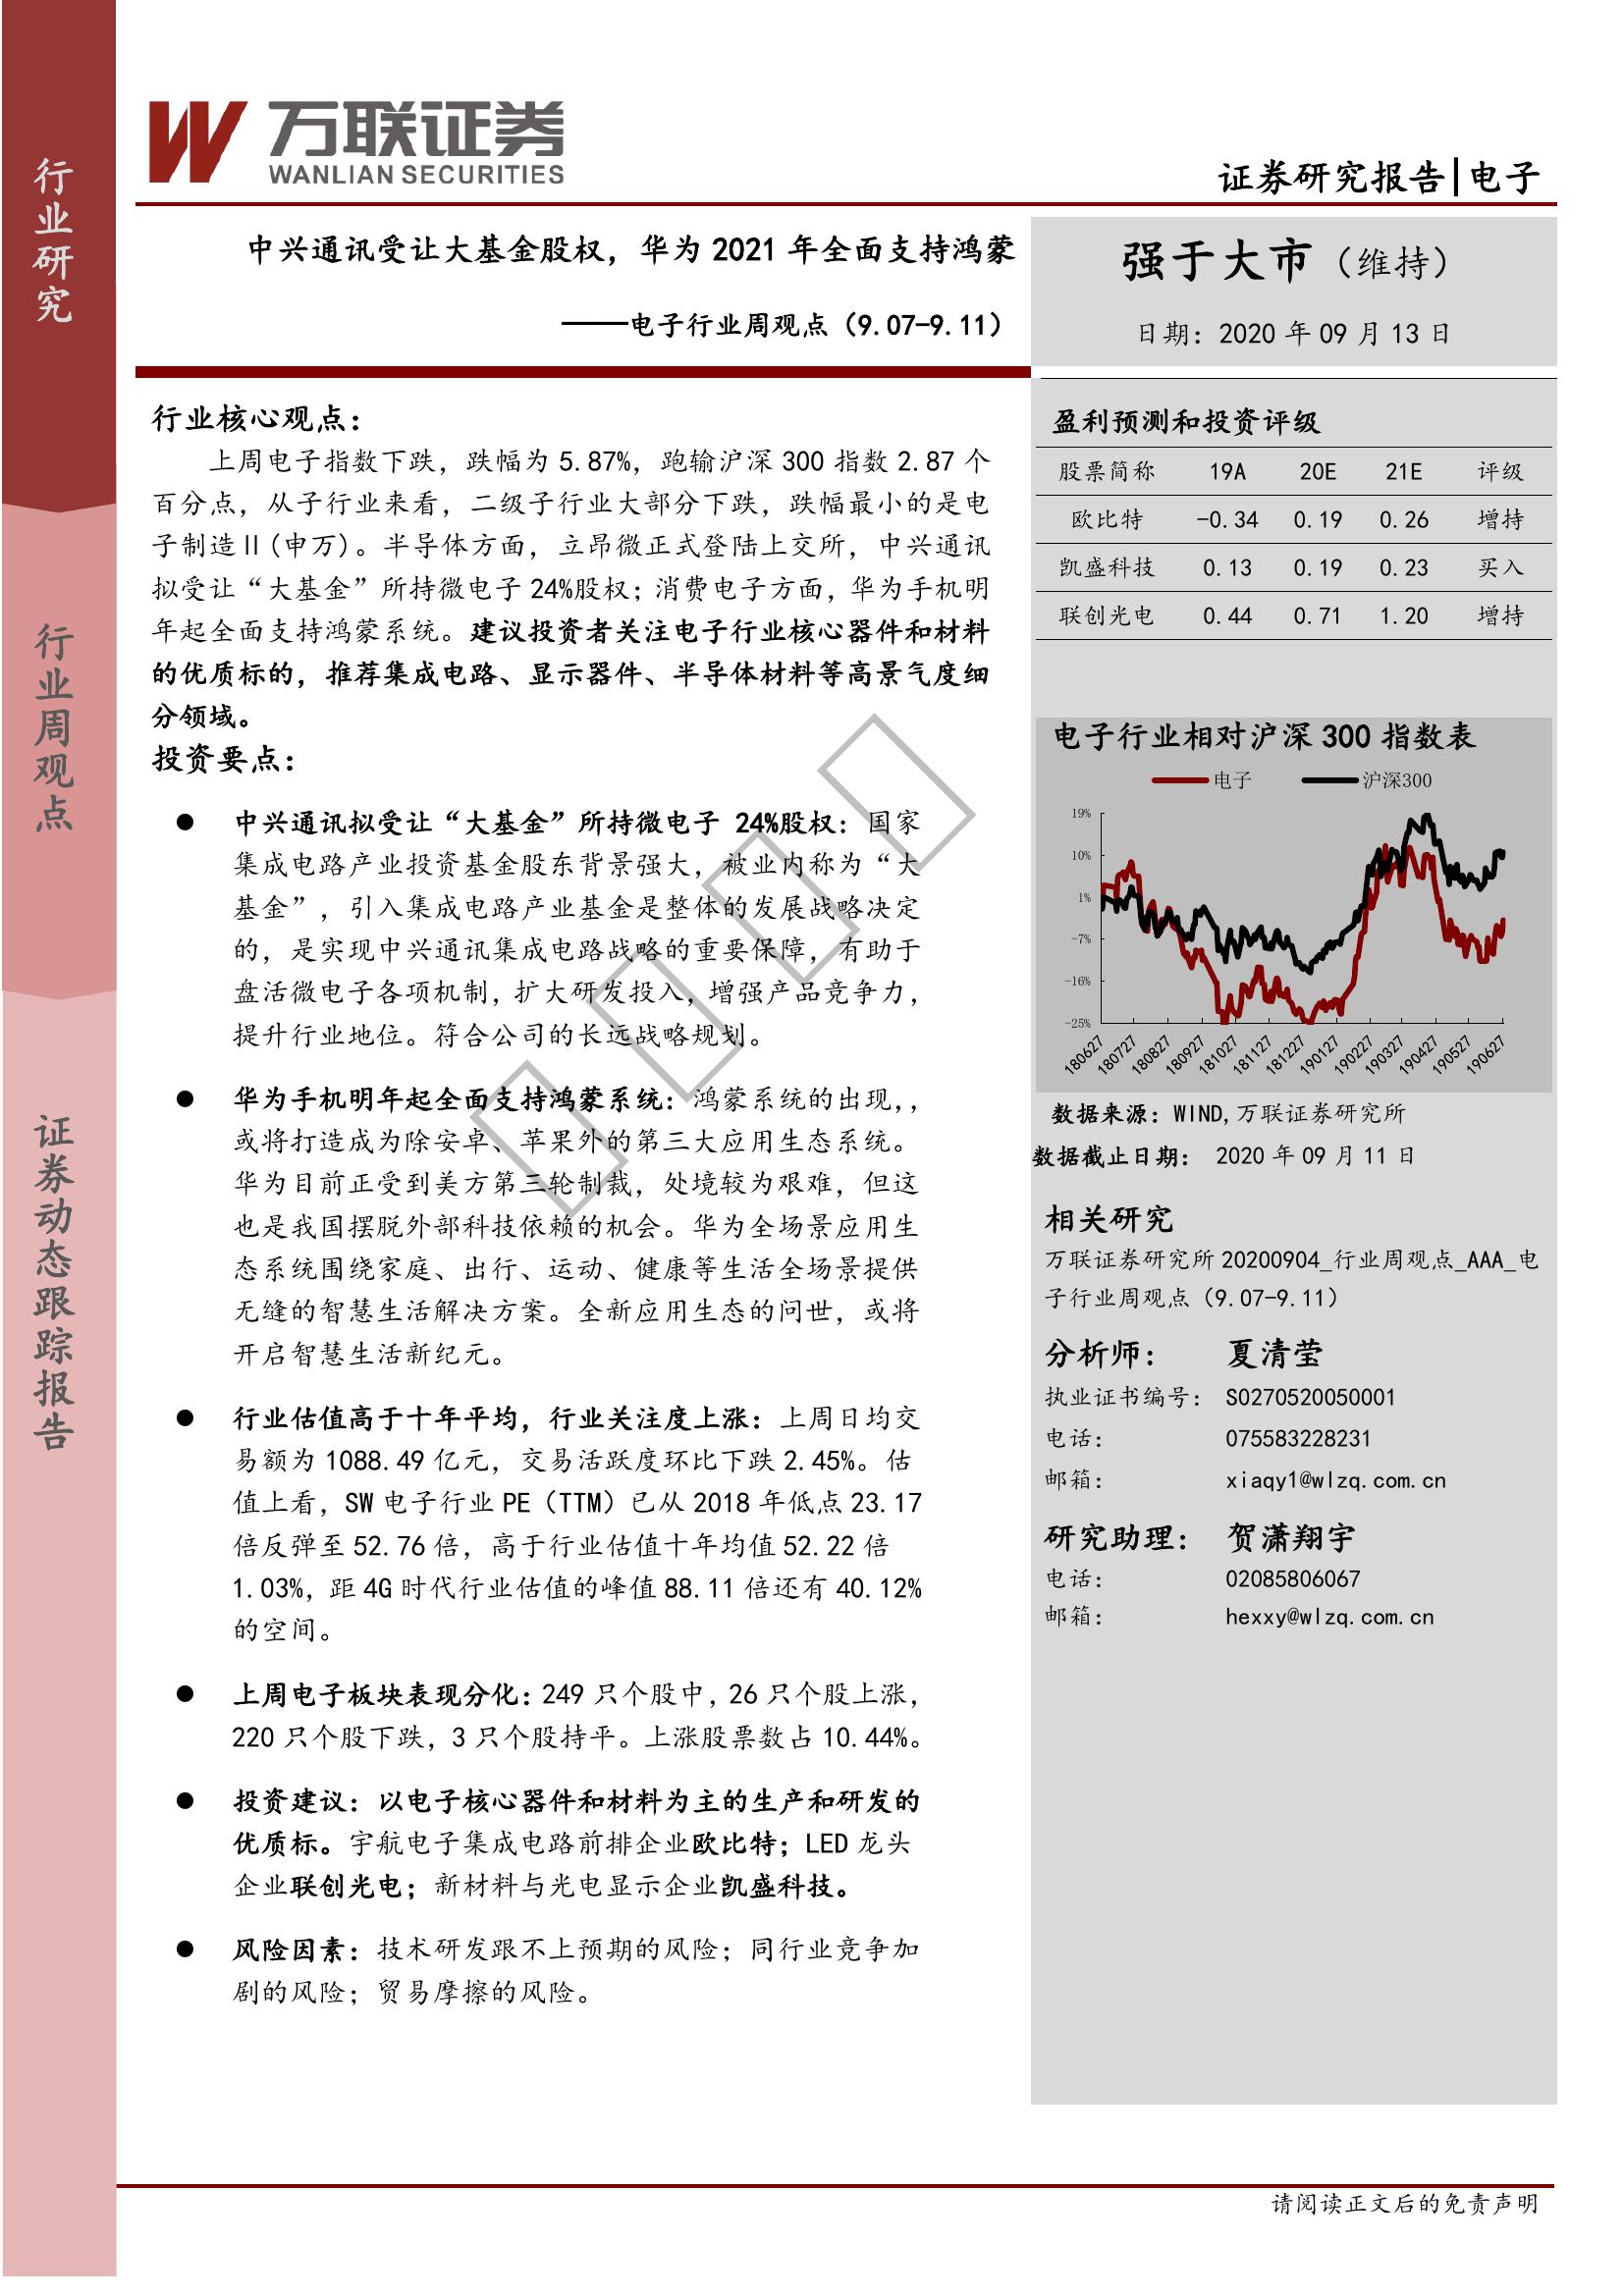 行业研究
行业周观点
证券动态跟踪报告
万联证券
WANLIAN SECURITIES
证券研究报告|电子
中兴通讯受让大基金股权，华为 2021 年全面支持鸿蒙
——电子行业周观点（9.07-9.11）
强于大市（维持）
日期：2020 年 09 月 13 日
行业核心观点：
上周电子指数下跌，跌幅为 5.87%，跑输沪深 300 指数 2.87 个
百分点，从子行业来看，二级子行业大部分下跌，跌幅最小的是电
子制造II(申万)。半导体方面，立昂微正式登陆上交所，中兴通讯
拟受让“大基金”所持微电子 24%股权；消费电子方面，华为手机明
年起全面支持鸿蒙系统。建议投资者关注电子行业核心器件和材料
的优质标的，推荐集成电路、显示器件、半导体材料等高景气度细
分领域。
投资要点：
● 中兴通讯拟受让“大基金”所持微电子 24%股权：国家
集成电路产业投资基金股东背景强大，被业内称为“大
基金”，引入集成电路产业基金是整体的发展战略决定
的，是实现中兴通讯集成电路战略的重要保障，有助于
盘活微电子各项机制，扩大研发投入，增强产品竞争力，
提升行业地位。符合公司的长远战略规划。
● 华为手机明年起全面支持鸿蒙系统：鸿蒙系统的出现，，
或将打造成为除安卓、苹果外的第三大应用生态系统。
华为目前正受到美方第三轮制裁，处境较为艰难，但这
也是我国摆脱外部科技依赖的机会。华为全场景应用生
态系统围绕家庭、出行、运动、健康等生活全场景提供
无缝的智慧生活解决方案。全新应用生态的问世，或将
开启智慧生活新纪元。
● 行业估值高于十年平均，行业关注度上涨：上周日均交
易额为 1088.49 亿元，交易活跃度环比下跌 2.45%。估
值上看，SW 电子行业 PE（TTM）已从 2018 年低点 23.17
倍反弹至 52.76 倍，高于行业估值十年均值 52.22 倍
1.03%，距 4G 时代行业估值的峰值 88.11 倍还有 40.12%
的空间。
● 上周电子板块表现分化：249 只个股中，26 只个股上涨，
220 只个股下跌，3 只个股持平。上涨股票数占 10.44%。
● 投资建议：以电子核心器件和材料为主的生产和研发的
优质标。宇航电子集成电路前排企业欧比特；LED 龙头
企业联创光电；新材料与光电显示企业凯盛科技。
● 风险因素：技术研发跟不上预期的风险；同行业竞争加
剧的风险；贸易摩擦的风险。
盈利预测和投资评级
股票简称 19A 20E 21E 评级
欧比特 -0.34 0.19 0.26 增持
凯盛科技 0.13 0.19 0.23 买入
联创光电 0.44 0.71 1.20 增持
电子行业相对沪深 300 指数表
电子 沪深300
19%
10%
1%
-7%
-16%
-25%
180627 180727 180827 180927 181027 181127 181227 190127 190227 190327 190427 190527 190627
数据来源：WIND,万联证券研究所
数据截止日期： 2020 年 09 月 11 日
相关研究
万联证券研究所 20200904_行业周观点_AAA_电
子行业周观点（9.07-9.11）
分析师： 夏清莹
执业证书编号： S0270520050001
电话： 075583228231
邮箱： xiaqy1@wlzq.com.cn
研究助理： 贺潇翔宇
电话： 02085806067
邮箱： hexxy@wlzq.com.cn
请阅读正文后的免责声明